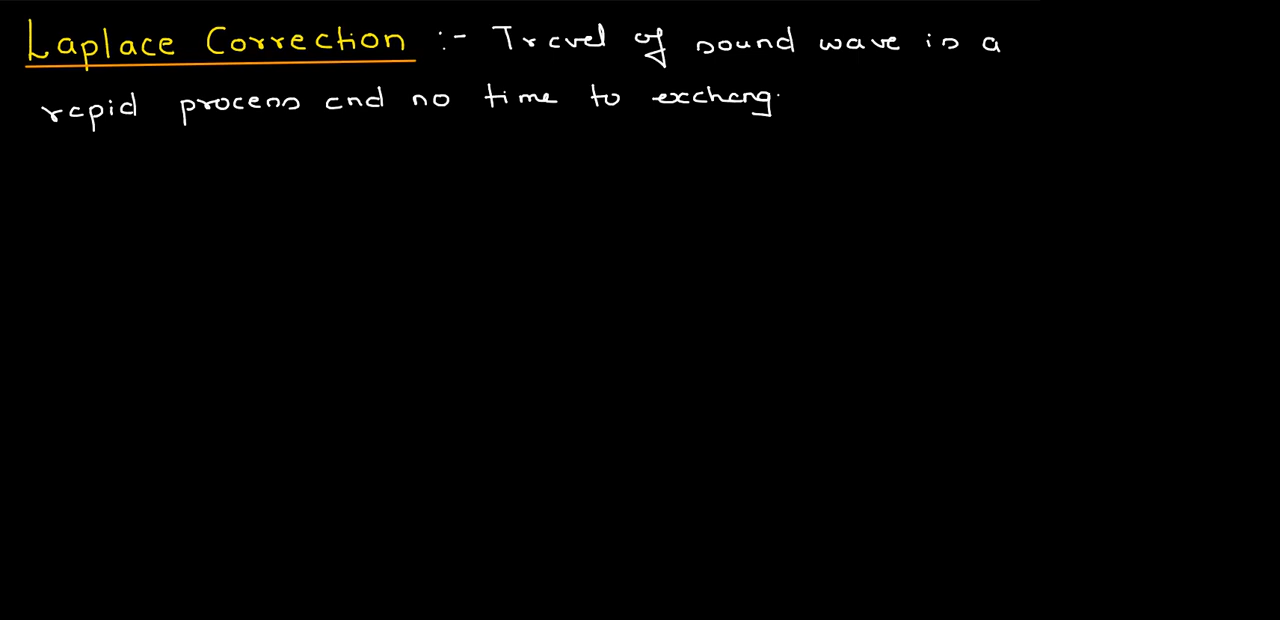 Laplace Correction :- Travel of sound wave is a
rapid process and no time to exchang